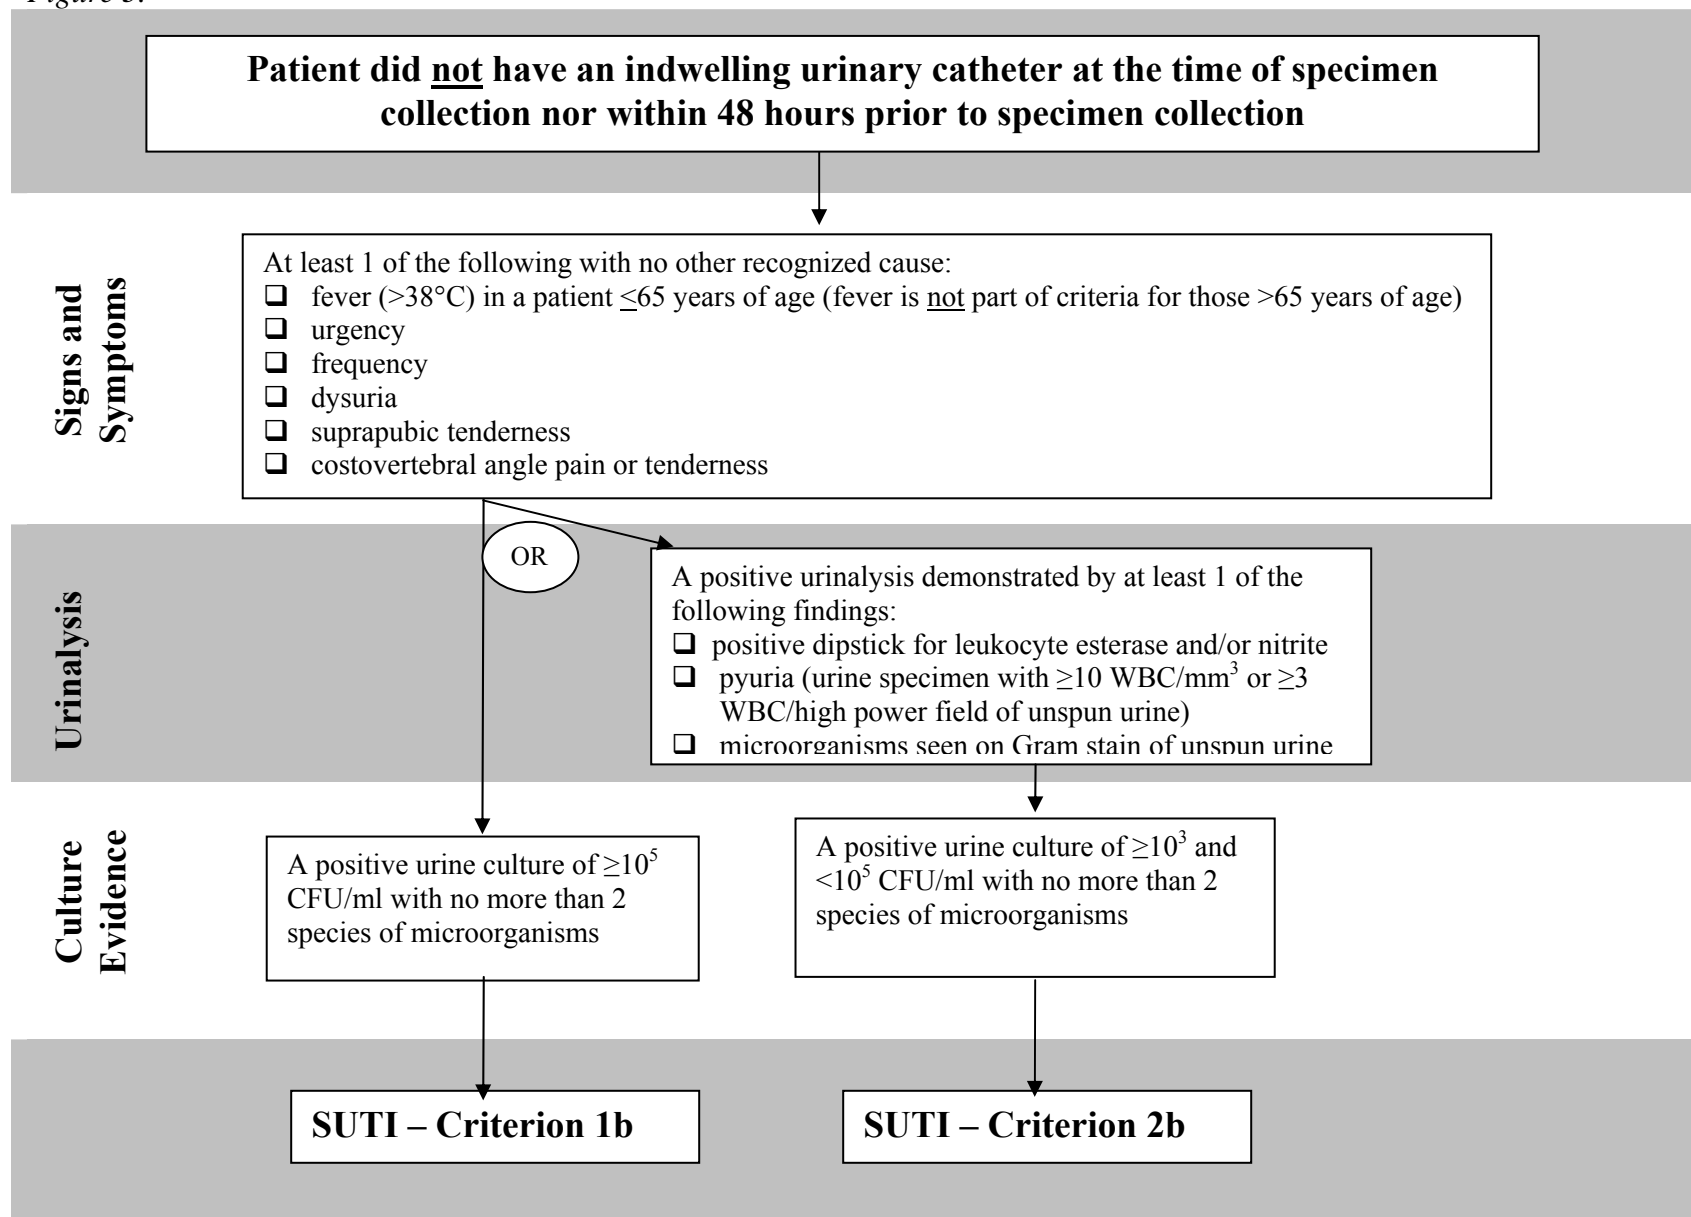 Figure 3.
Patient did not have an indwelling urinary catheter at the time of specimen
collection nor within 48 hours prior to specimen collection
Signs and
Symptoms
At least 1 of the following with no other recognized cause:
❑ fever (>38°C) in a patient ≤65 years of age (fever is not part of criteria for those >65 years of age)
❑ urgency
❑ frequency
❑ dysuria
❑ suprapubic tenderness
❑ costovertebral angle pain or tenderness
OR
Urinalysis
A positive urinalysis demonstrated by at least 1 of the
following findings:
❑ positive dipstick for leukocyte esterase and/or nitrite
❑ pyuria (urine specimen with ≥10 WBC/mm³ or ≥3
WBC/high power field of unspun urine)
❑ microorganisms seen on Gram stain of unspun urine
Culture
Evidence
A positive urine culture of ≥10⁵
CFU/ml with no more than 2
species of microorganisms
A positive urine culture of ≥10³ and
<10⁵ CFU/ml with no more than 2
species of microorganisms
SUTI – Criterion 1b
SUTI – Criterion 2b